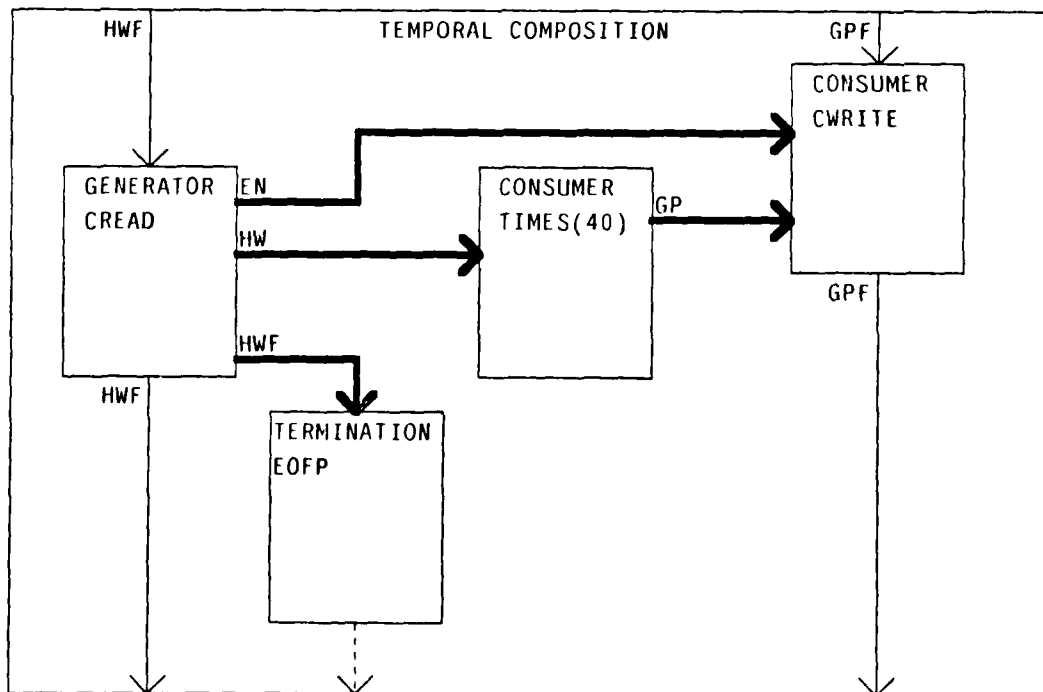 HWF
TEMPORAL COMPOSITION
GPF
CONSUMER
CWRITE
GENERATOR
CREAD
EN
HW
HWF
CONSUMER
TIMES(40)
GP
GPF
HWF
TERMINATION
EOFP